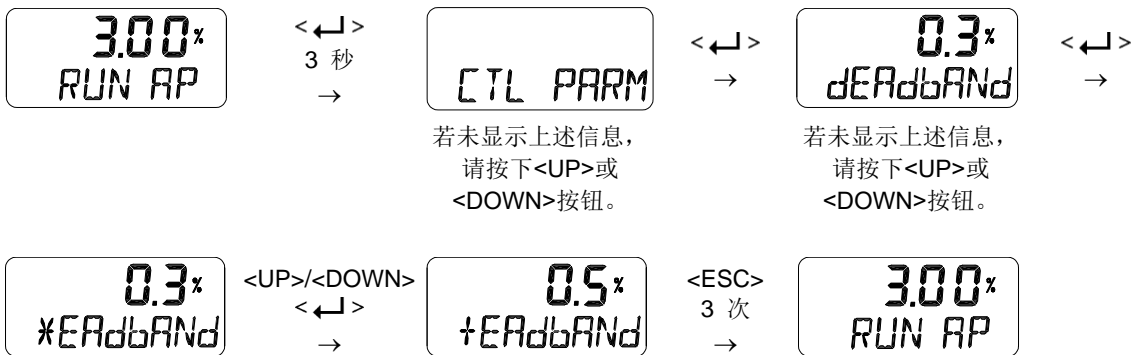 3.00%
RUN AP
<↵>
3 秒
→
CTL PARM
若未显示上述信息，
请按下<UP>或
<DOWN>按钮。
<↵>
→
0.3%
dEAdbANd
若未显示上述信息，
请按下<UP>或
<DOWN>按钮。
<↵>
→
0.3%
*EAdbANd
<UP>/<DOWN>
<↵>
→
0.5%
+EAdbANd
<ESC>
3 次
→
3.00%
RUN AP